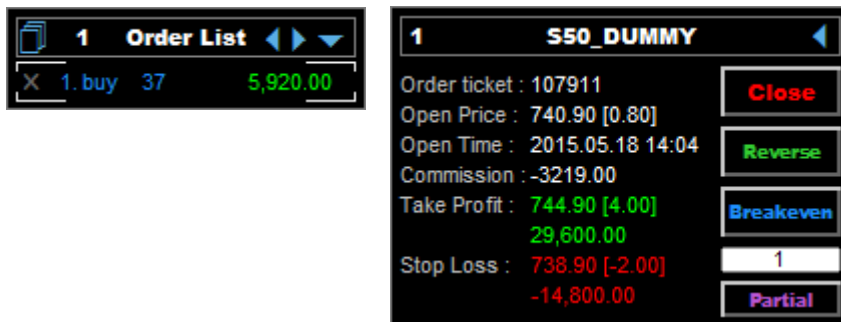 1 Order List
X 1. buy 37 5,920.00
1 S50_DUMMY
Order ticket : 107911
Close
Open Price : 740.90 [0.80]
Open Time : 2015.05.18 14:04
Reverse
Commission : -3219.00
Take Profit : 744.90 [4.00]
Breakeven
29,600.00
Stop Loss : 738.90 [-2.00]
1
-14,800.00
Partial